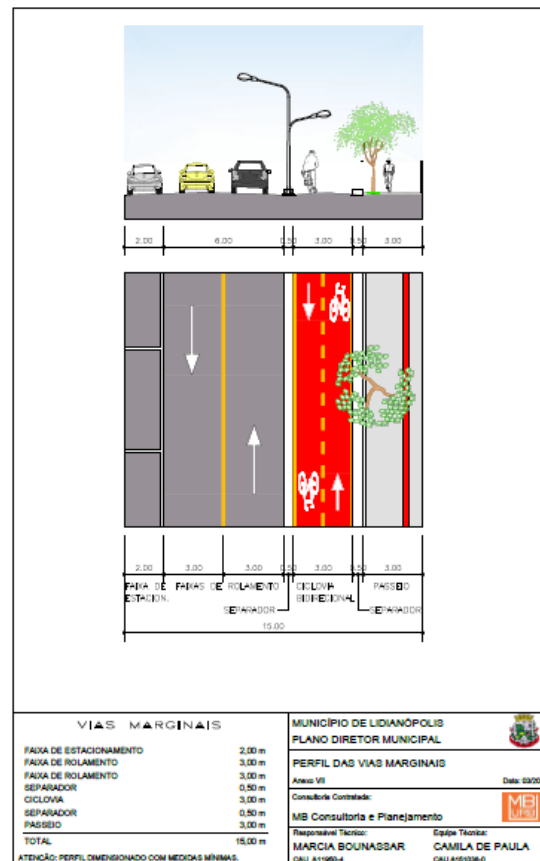 2.00 6.00 0.50 3.00 0.50 3.00
2.00 3.00 3.00 0.50 3.00 0.50 3.00
FAIXA DE FAIXAS DE ROLAMENTO CICLOVIA PASSEIO
ESTACION. BIDIRECIONAL
SEPARADOR SEPARADOR
15.00
VIAS MARGINAIS
FAIXA DE ESTACIONAMENTO 2,00 m
FAIXA DE ROLAMENTO 3,00 m
FAIXA DE ROLAMENTO 3,00 m
SEPARADOR 0,50 m
CICLOVIA 3,00 m
SEPARADOR 0,50 m
PASSEIO 3,00 m
TOTAL 15,00 m
ATENÇÃO: PERFIL DIMENSIONADO COM MEDIDAS MÍNIMAS.
MUNICÍPIO DE LIDIANÓPOLIS
PLANO DIRETOR MUNICIPAL
PERFIL DAS VIAS MARGINAIS
Anexo VII Data:
Consultoria Contratada:
MB Consultoria e Planejamento
MB
Responsável Técnico: Equipe Técnica:
MARCIA BOUNASSAR CAMILA DE PAULA